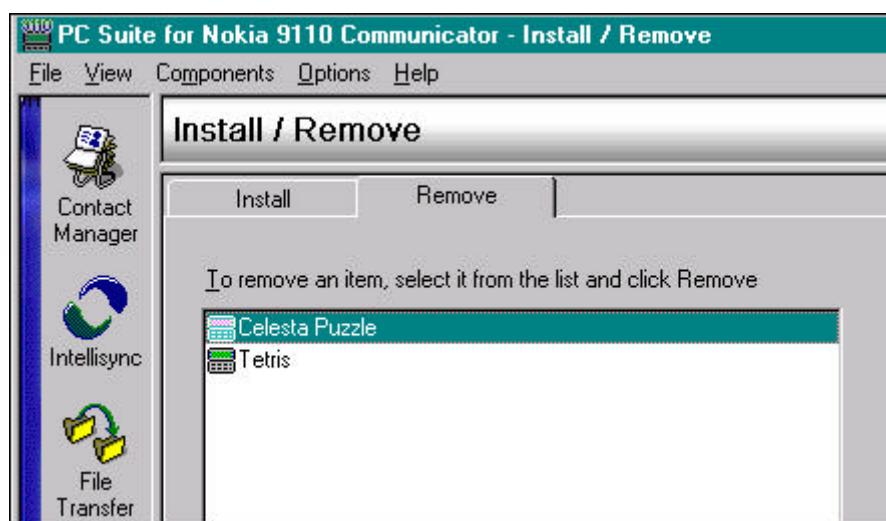 PC Suite for Nokia 9110 Communicator - Install / Remove
File View Components Options Help
Install / Remove
Contact
Manager
Intellisync
File
Transfer
Install Remove
To remove an item, select it from the list and click Remove
Celesta Puzzle
Tetris